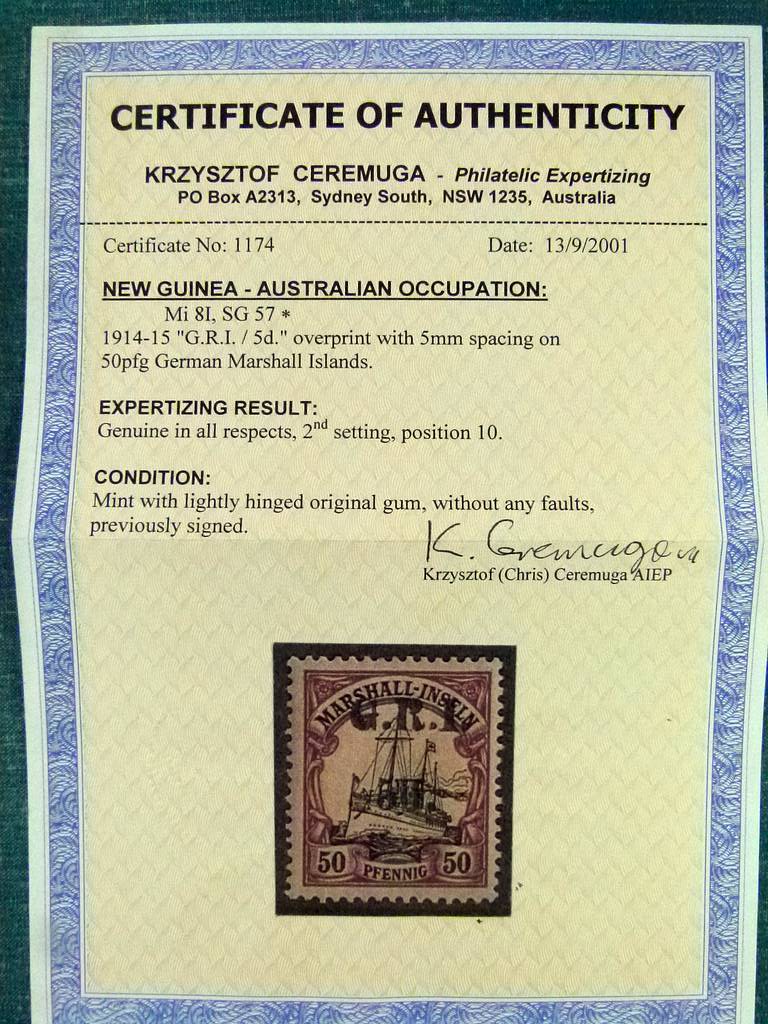 CERTIFICATE OF AUTHENTICITY
KRZYSZTOF CEREMUGA - Philatelic Expertizing
PO Box A2313, Sydney South, NSW 1235, Australia
Certificate No: 1174 Date: 13/9/2001
NEW GUINEA - AUSTRALIAN OCCUPATION:
Mi 8I, SG 57 *
1914-15 "G.R.I. / 5d." overprint with 5mm spacing on
50pfg German Marshall Islands.
EXPERTIZING RESULT:
Genuine in all respects, 2nd setting, position 10.
CONDITION:
Mint with lightly hinged original gum, without any faults,
previously signed.
K. Ceremuga
Krzysztof (Chris) Ceremuga AIEP
MARSHALL-INSELN
G.R.I.
50 PFENNIG 50